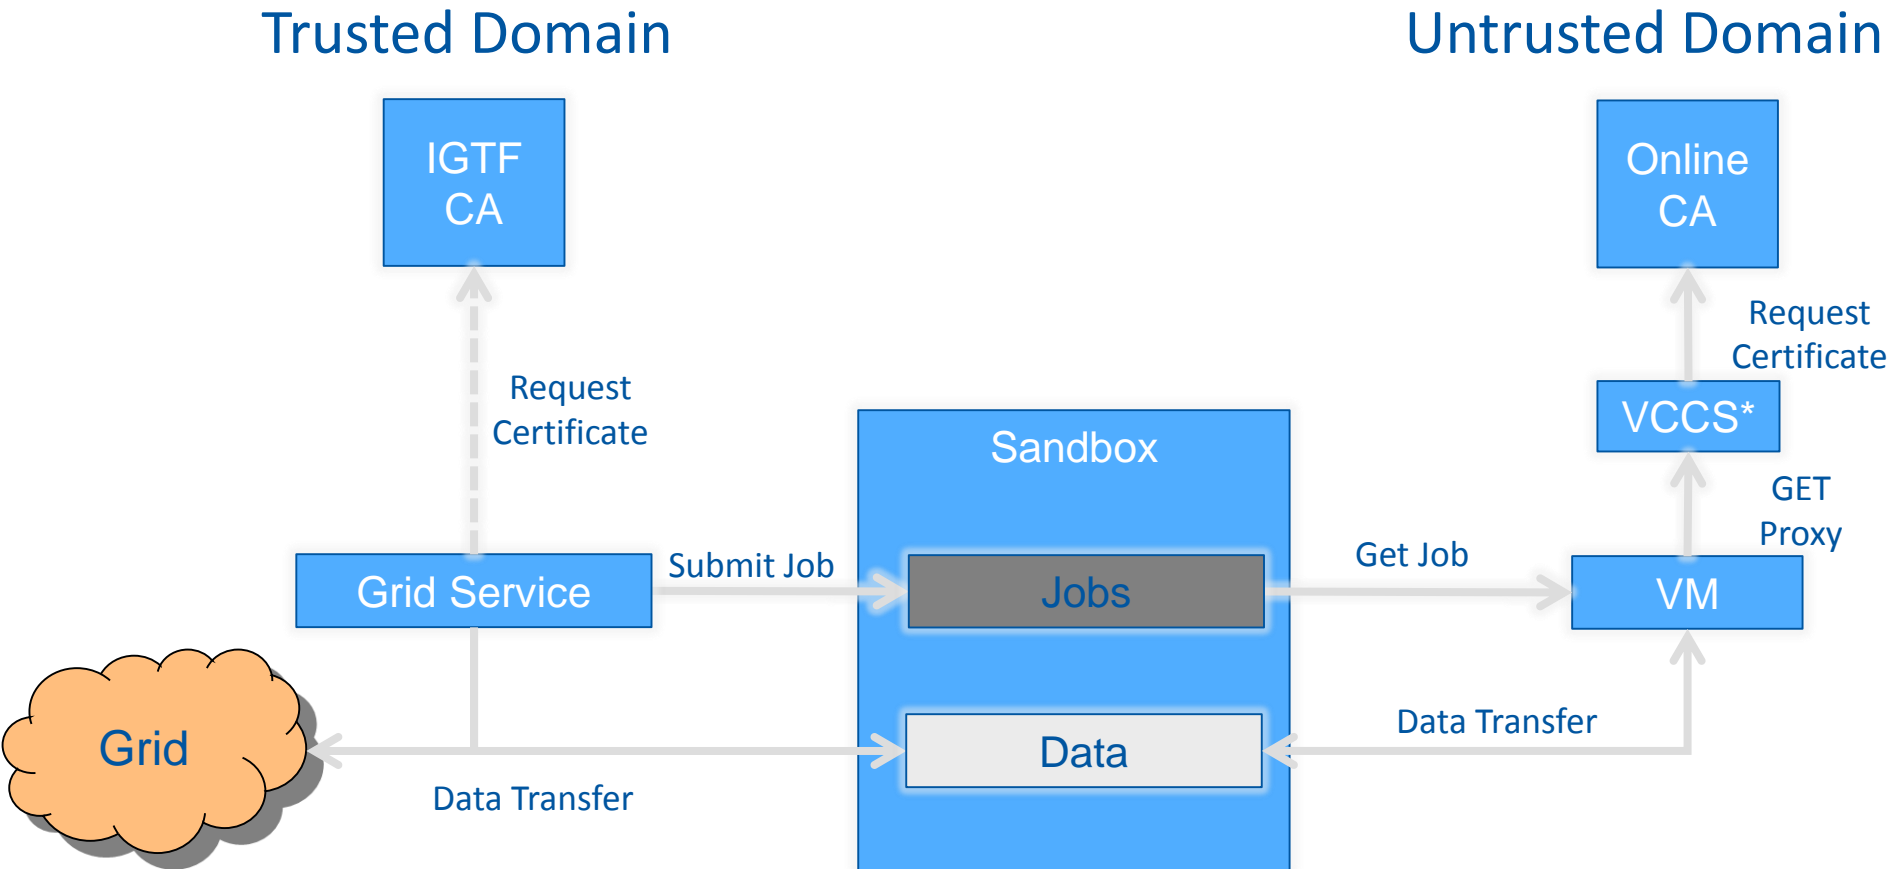 Trusted Domain
Untrusted Domain
IGTF
CA
Online
CA
Request
Certificate
Request
Certificate
VCCS*
Sandbox
GET
Proxy
Submit Job
Get Job
Grid Service
Jobs
VM
Grid
Data
Data Transfer
Data Transfer